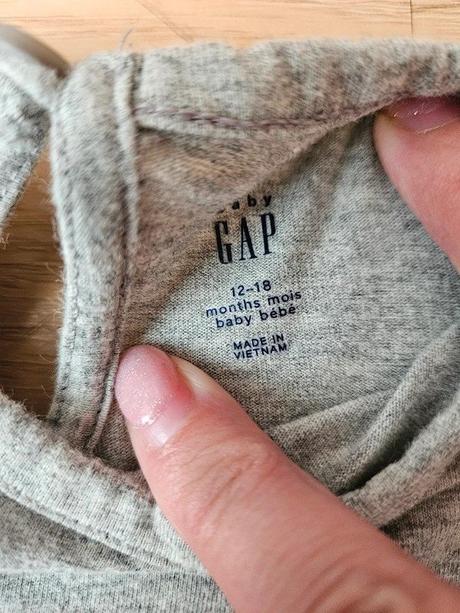 baby
GAP
12–18
months mois
baby bébé
MADE IN
VIETNAM